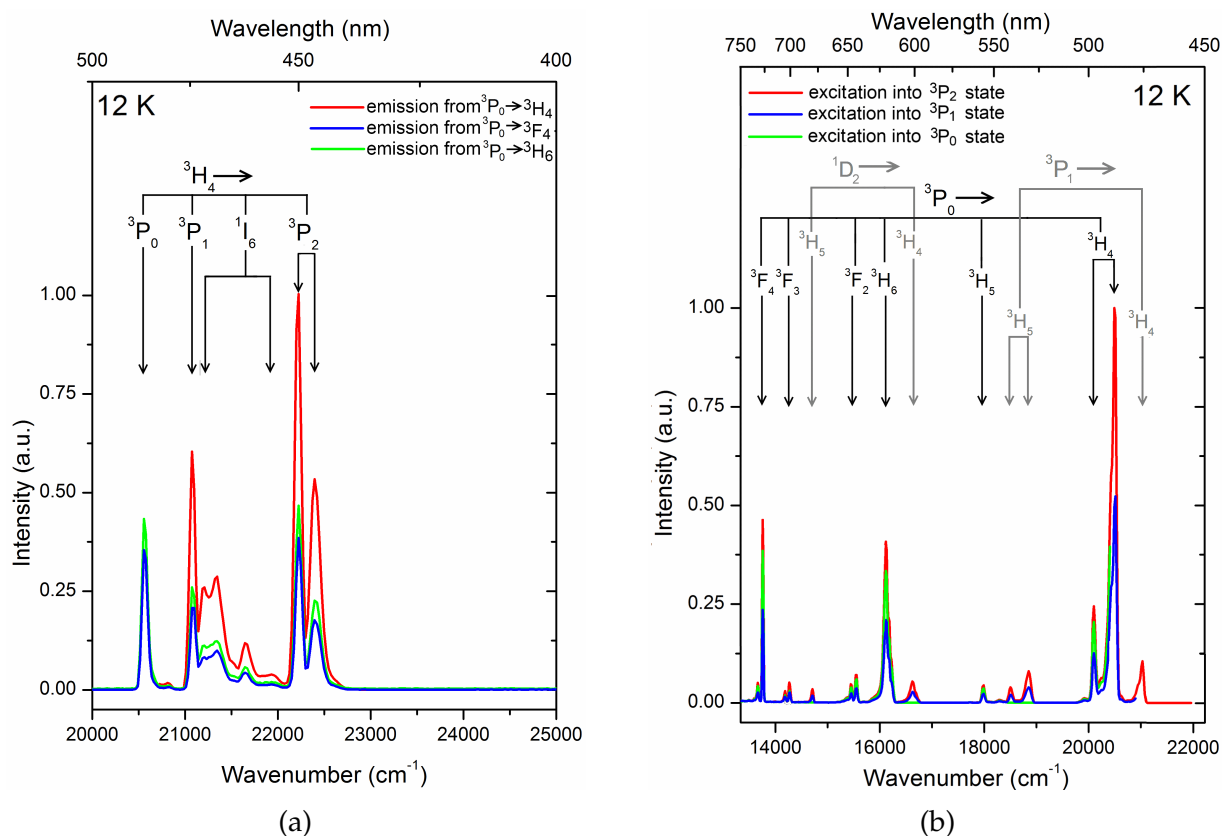 Wavelength (nm)
500 450 400
12 K
emission from ³P₀→³H₄
emission from ³P₀→³F₄
emission from ³P₀→³H₆
³H₄
³P₀ ³P₁ ¹I₆ ³P₂
1.00
0.75
0.50
0.25
0.00
Intensity (a.u.)
20000 21000 22000 23000 24000 25000
Wavenumber (cm⁻¹)
(a)
Wavelength (nm)
750 700 650 600 550 500 450
excitation into ³P₂ state
excitation into ³P₁ state
excitation into ³P₀ state
12 K
¹D₂ ³P₀ ³P₁
³H₅ ³H₄ ³H₄
³F₄ ³F₃ ³F₂ ³H₆ ³H₅
³H₅ ³H₄
1.00
0.75
0.50
0.25
0.00
Intensity (a.u.)
14000 16000 18000 20000 22000
Wavenumber (cm⁻¹)
(b)